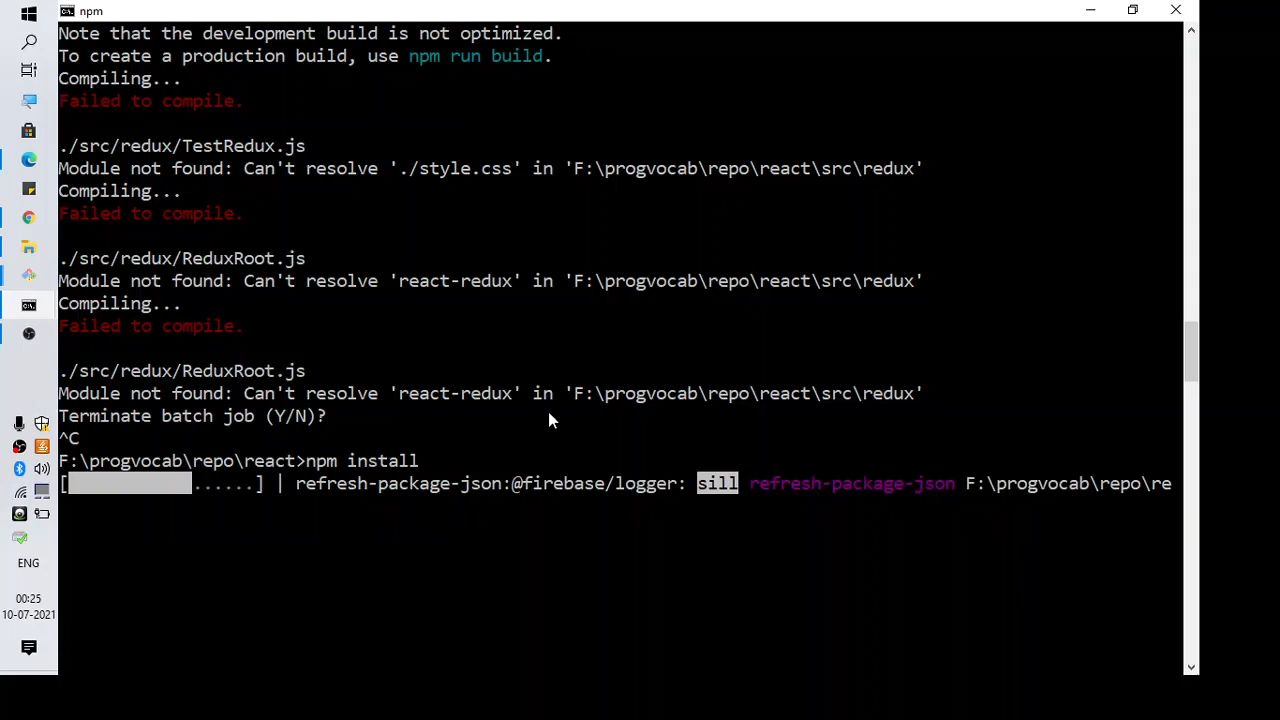 npm
Note that the development build is not optimized.
To create a production build, use npm run build.
Compiling...
Failed to compile.
./src/redux/TestRedux.js
Module not found: Can't resolve './style.css' in 'F:\progvocab\repo\react\src\redux'
Compiling...
Failed to compile.
./src/redux/ReduxRoot.js
Module not found: Can't resolve 'react-redux' in 'F:\progvocab\repo\react\src\redux'
Compiling...
Failed to compile.
./src/redux/ReduxRoot.js
Module not found: Can't resolve 'react-redux' in 'F:\progvocab\repo\react\src\redux'
Terminate batch job (Y/N)?
^C
F:\progvocab\repo\react>npm install
[ ......] | refresh-package-json:@firebase/logger: sill refresh-package-json F:\progvocab\repo\re
ENG
00:25
10-07-2021